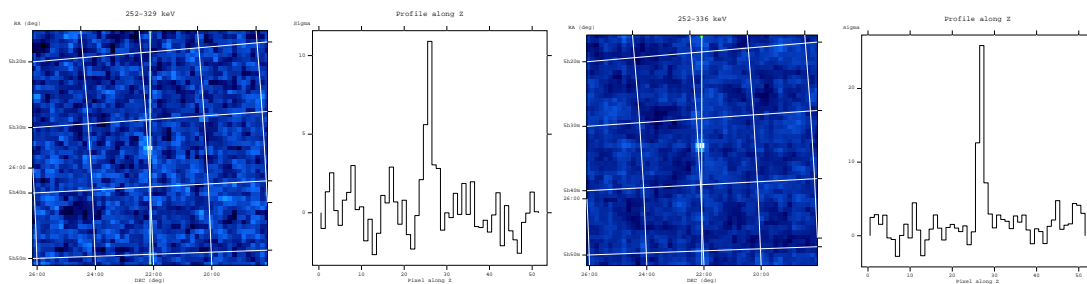 252-329 keV
RA (deg)
5h20m
5h30m
26:00
5h40m
5h50m
26:00
24:00
22:00
20:00
DEC (deg)
Profile along Z
Sigma
10
5
0
0
10
20
30
40
50
Pixel along Z
252-336 keV
RA (deg)
5h20m
5h30m
5h40m
26:00
5h50m
26:00
24:00
22:00
20:00
DEC (deg)
Profile along Z
sigma
20
10
0
0
10
20
30
40
50
Pixel along Z